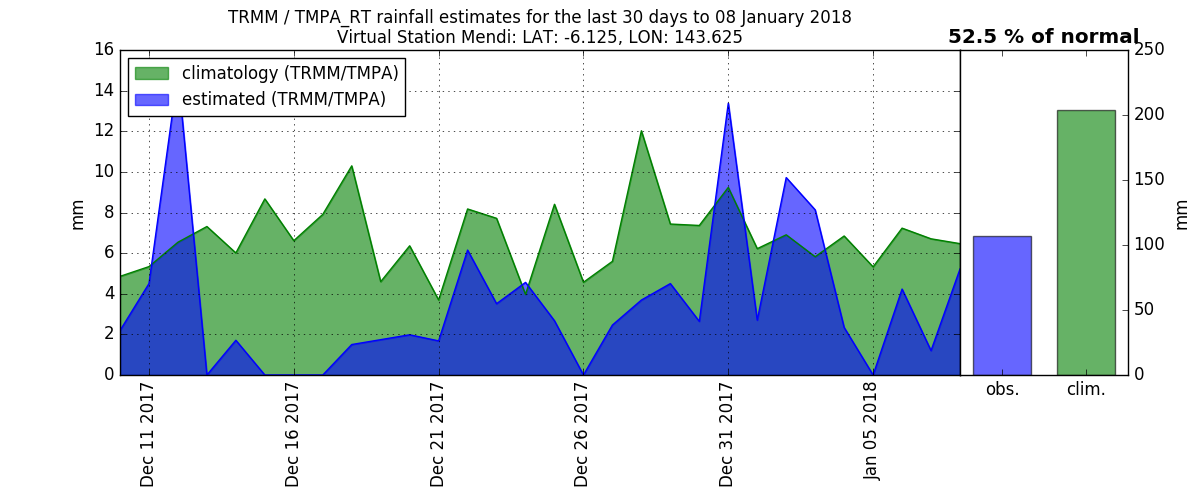 TRMM / TMPA_RT rainfall estimates for the last 30 days to 08 January 2018
Virtual Station Mendi: LAT: -6.125, LON: 143.625
52.5 % of normal
climatology (TRMM/TMPA)
estimated (TRMM/TMPA)
mm
16
14
12
10
8
6
4
2
0
Dec 11 2017
Dec 16 2017
Dec 21 2017
Dec 26 2017
Dec 31 2017
Jan 05 2018
obs.
clim.
250
200
150
100
50
0
mm